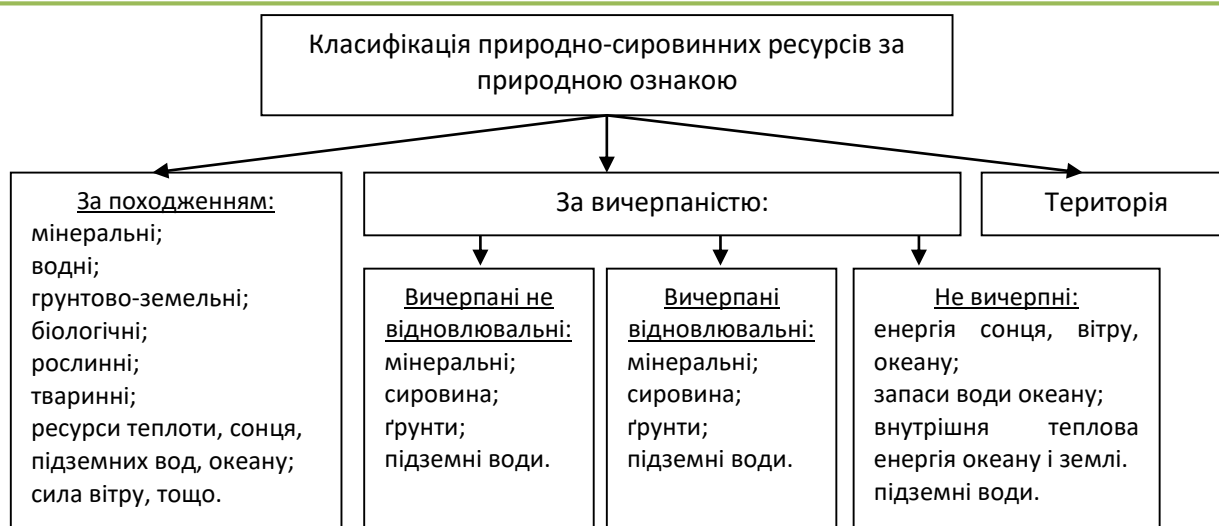 Класифікація природно-сировинних ресурсів за
природною ознакою
За походженням:
мінеральні;
водні;
грунтово-земельні;
біологічні;
рослинні;
тваринні;
ресурси теплоти, сонця,
підземних вод, океану;
сила вітру, тощо.
За вичерпаністю:
Територія
Вичерпані не
відновлювальні:
мінеральні;
сировина;
ґрунти;
підземні води.
Вичерпані
відновлювальні:
мінеральні;
сировина;
ґрунти;
підземні води.
Не вичерпні:
енергія сонця, вітру,
океану;
запаси води океану;
внутрішня теплова
енергія океану і землі.
підземні води.